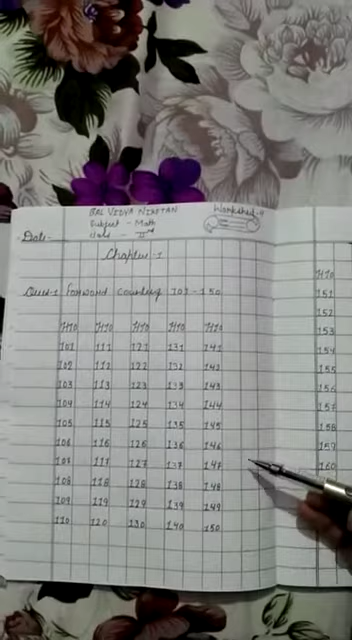 BAL VIDYA NIKETAN
Worksheet-4
Subject - Math
Class - IInd
Date-
Chapter-1
Ques-1 forward counting 101-150
HTO HTO HTO HTO HTO
101 111 121 131 141
102 112 122 132 142
103 113 123 133 143
104 114 124 134 144
105 115 125 135 145
106 116 126 136 146
107 117 127 137 147
108 118 128 138 148
109 119 129 139 149
110 120 130 140 150
HTO
151
152
153
154
155
156
157
158
159
160